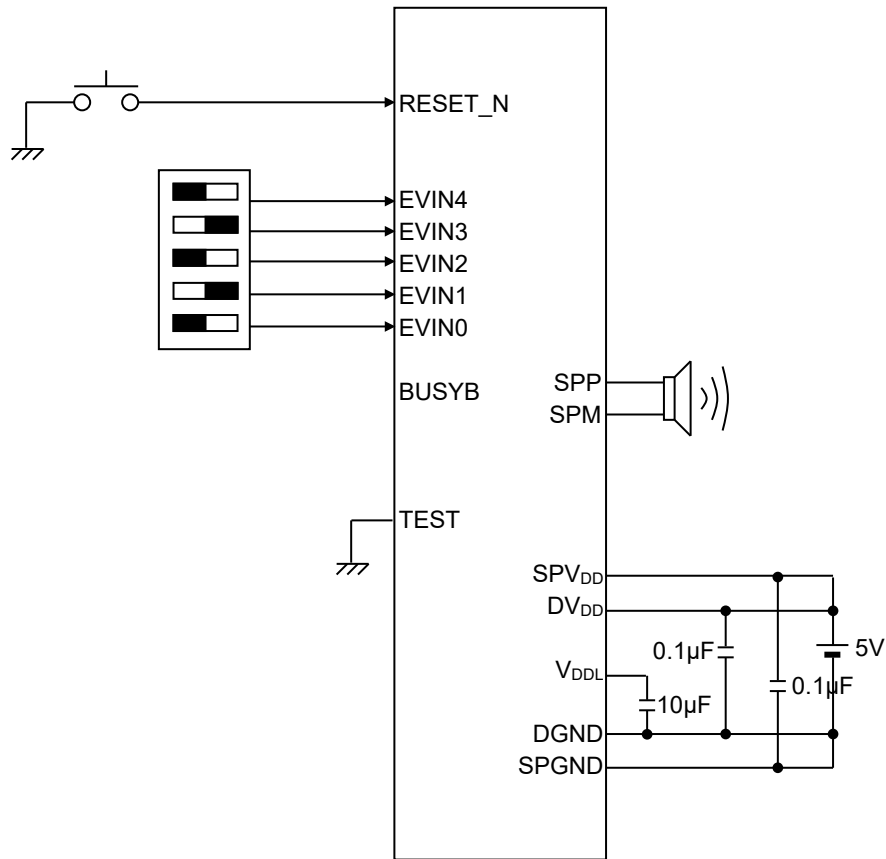 RESET_N
EVIN4
EVIN3
EVIN2
EVIN1
EVIN0
BUSYB
SPP
SPM
TEST
SPVDD
DVDD
5V
0.1µF
VDDL
0.1µF
10µF
DGND
SPGND